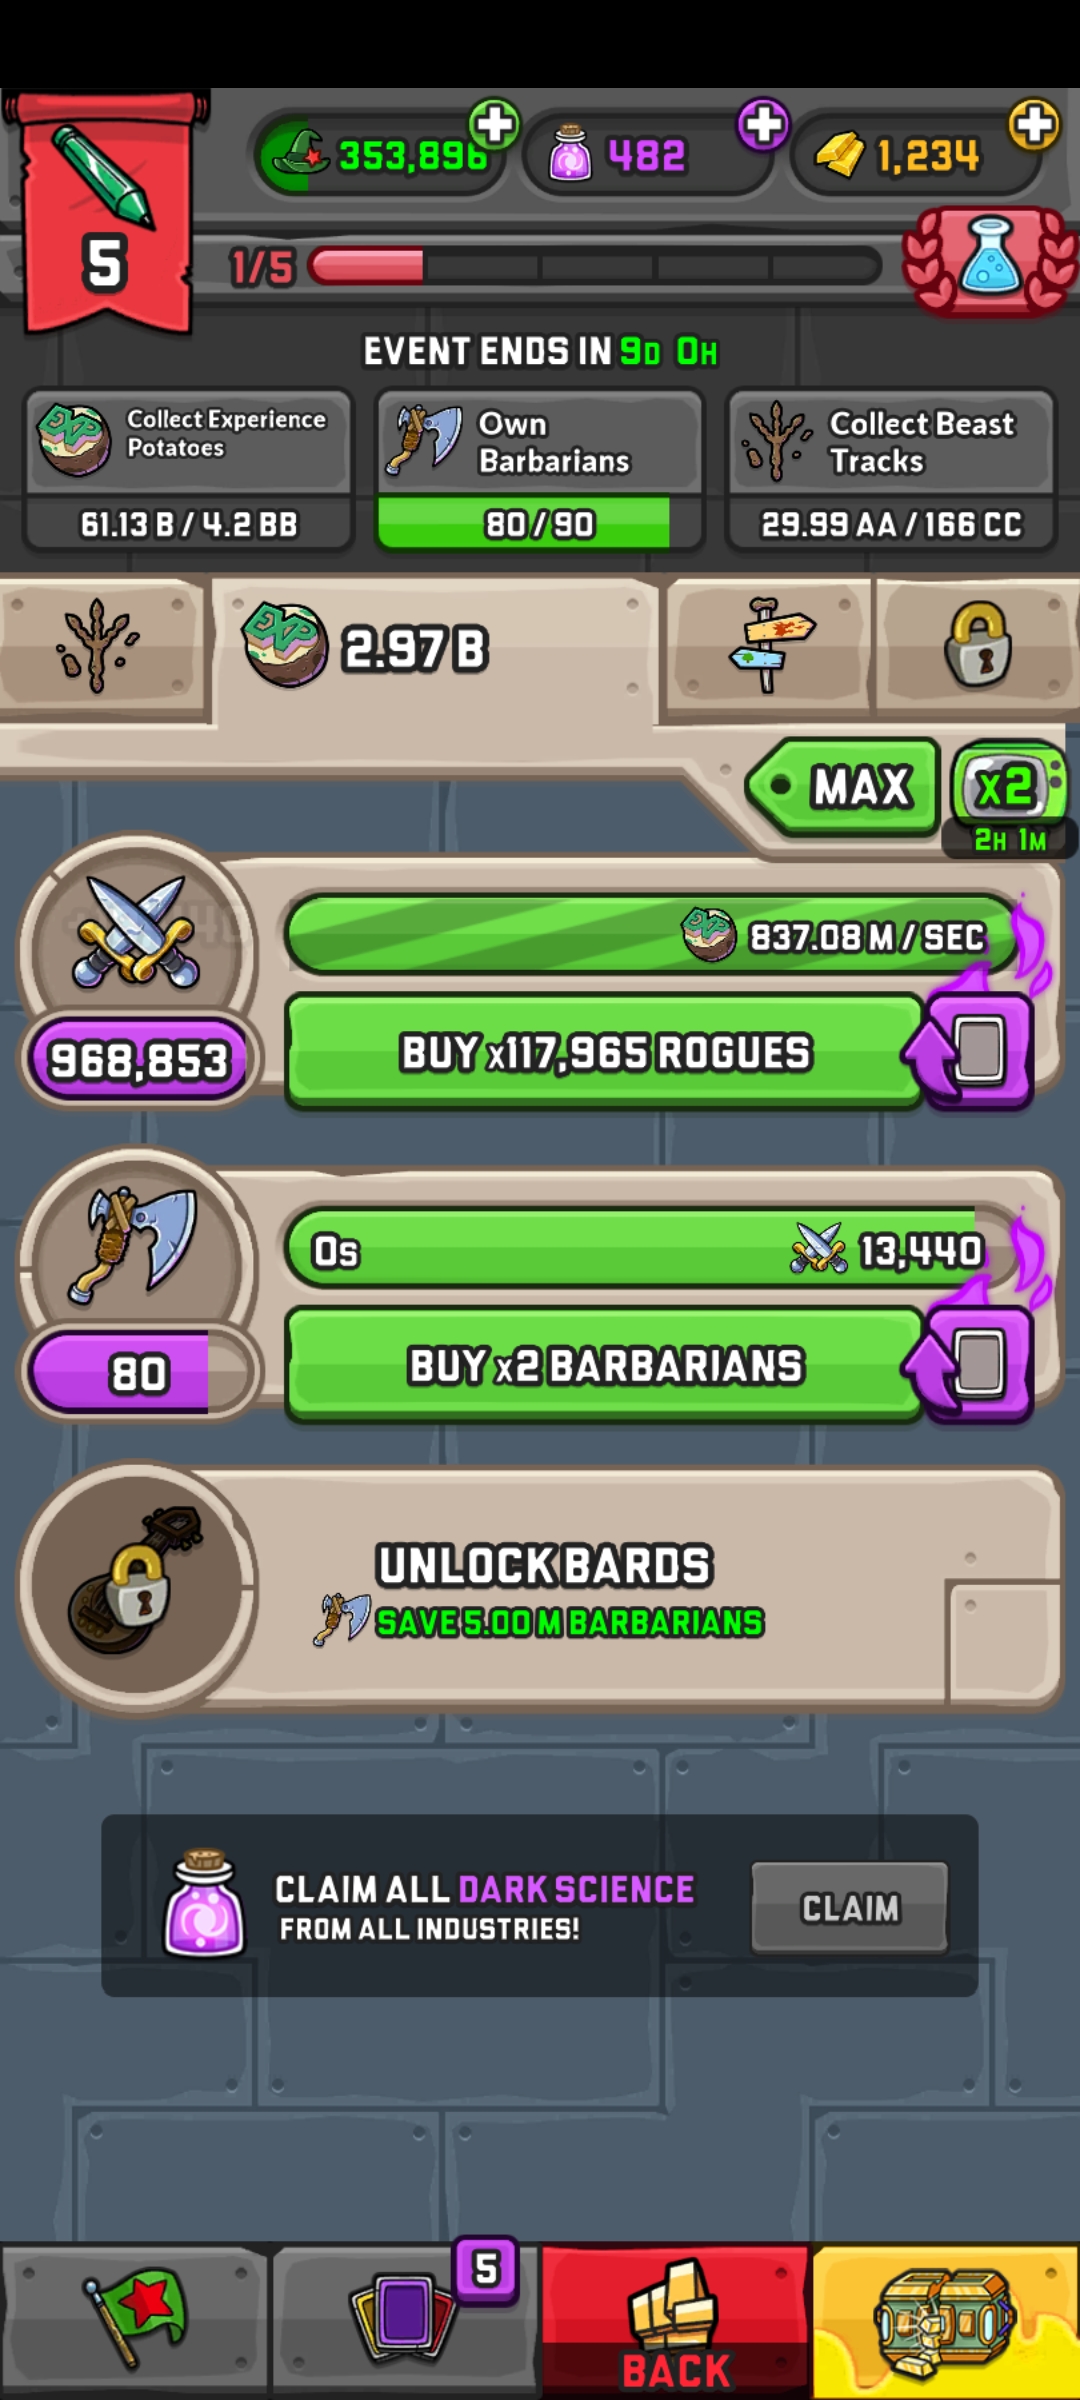 353,896
482
1,234
5
1/5
EVENT ENDS IN 9D 0H
EXP
Collect Experience
Potatoes
61.13 B / 4.2 BB
Own
Barbarians
80 / 90
Collect Beast
Tracks
29.99 AA / 166 CC
EXP
2.97 B
MAX
x2
2H 1M
EXP
837.08 M / SEC
968,853
BUY x117,965 ROGUES
0S
13,440
80
BUY x2 BARBARIANS
UNLOCK BARDS
SAVE 5.00 M BARBARIANS
CLAIM ALL DARK SCIENCE
FROM ALL INDUSTRIES!
CLAIM
5
BACK